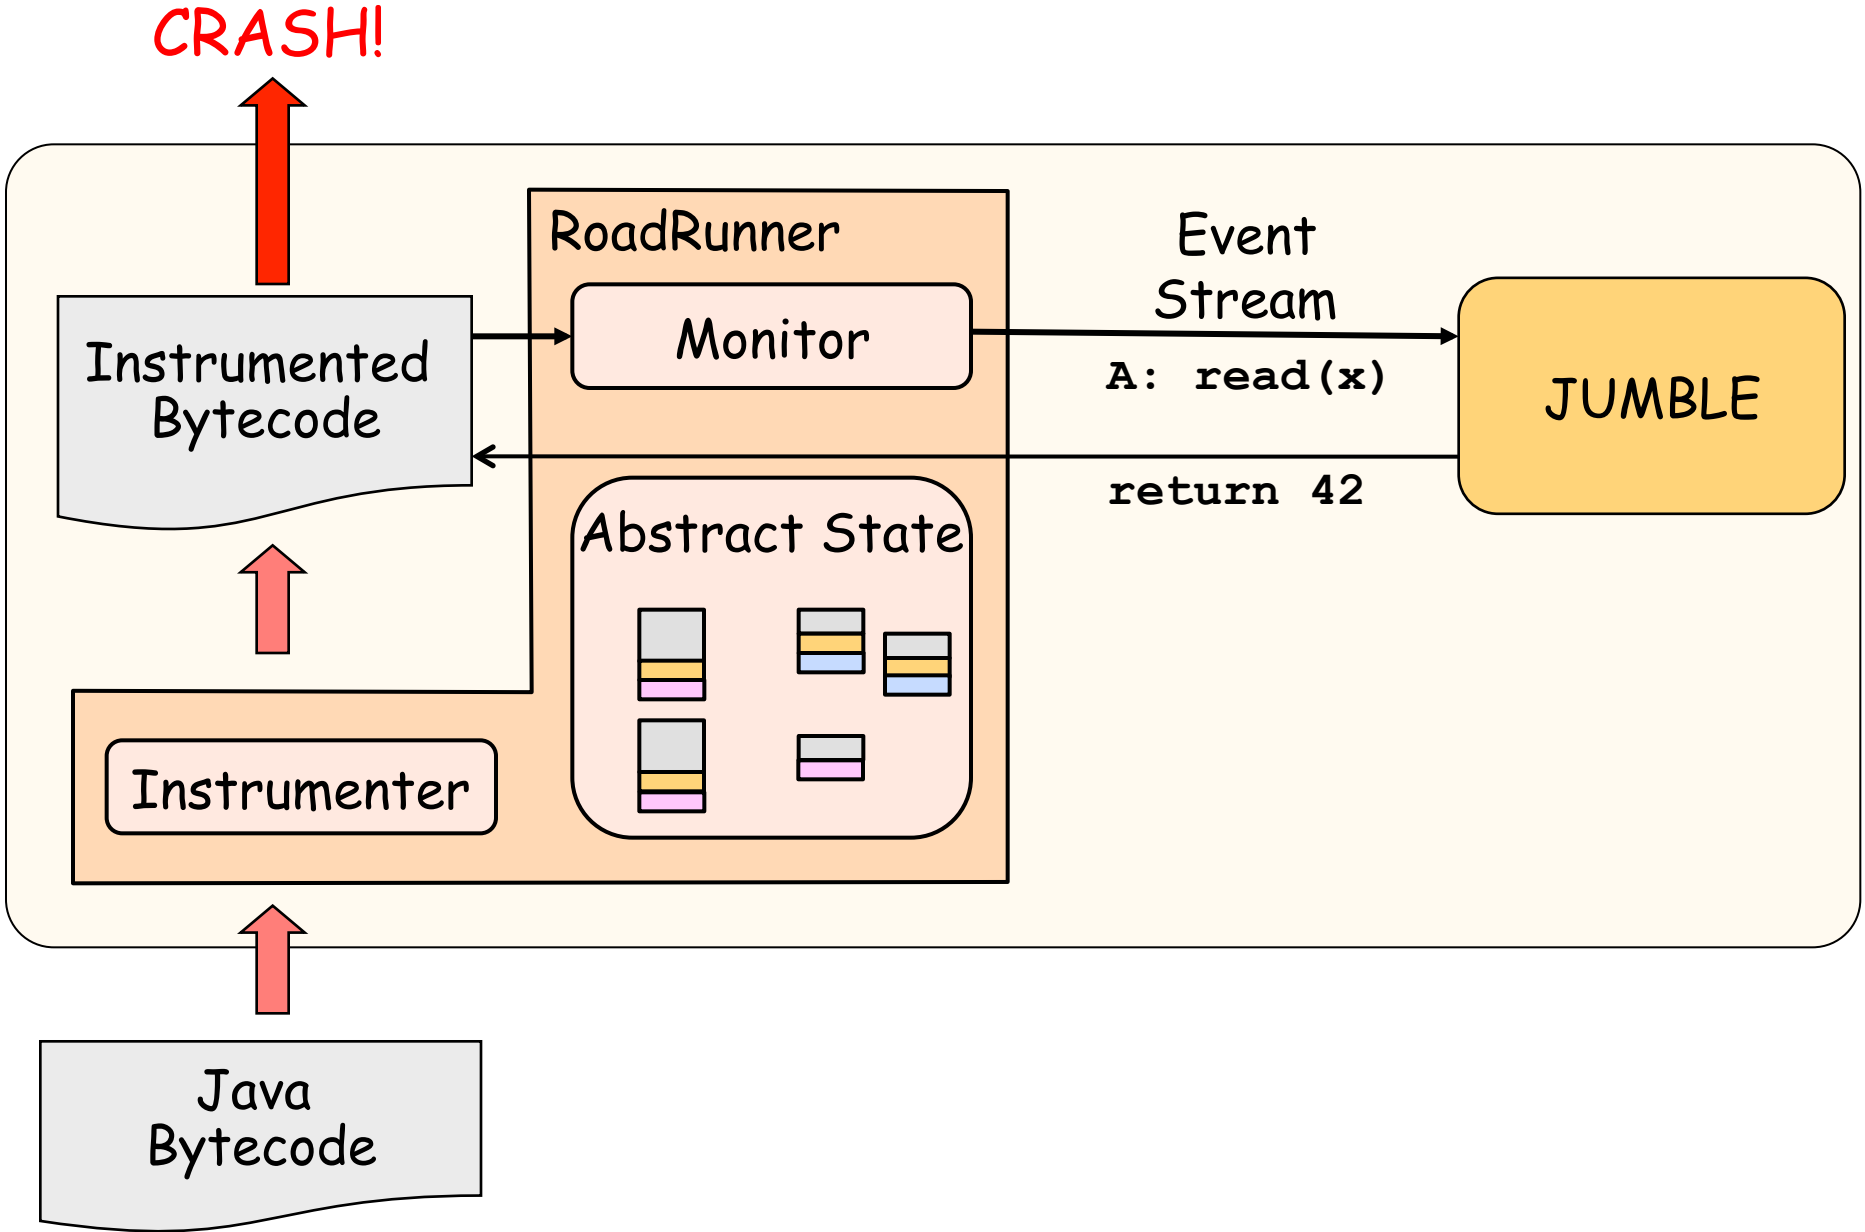 CRASH!
RoadRunner
Event
Stream
Monitor
Instrumented
Bytecode
A: read(x)
JUMBLE
return 42
Abstract State
Instrumenter
Java
Bytecode